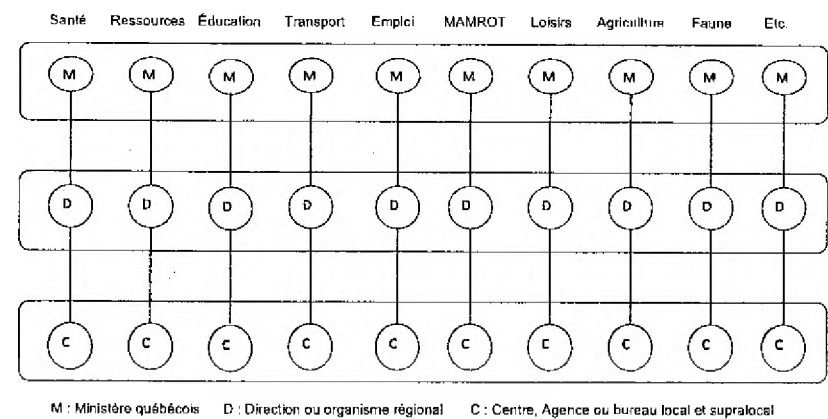 Santé Ressources Éducation Transport Emploi MAMROT Loisirs Agriculture Faune Etc.
M M M M M M M M M M
D D D D D D D D D D
C C C C C C C C C C
M : Ministère québécois D : Direction ou organisme régional C : Centre, Agence ou bureau local et supralocal